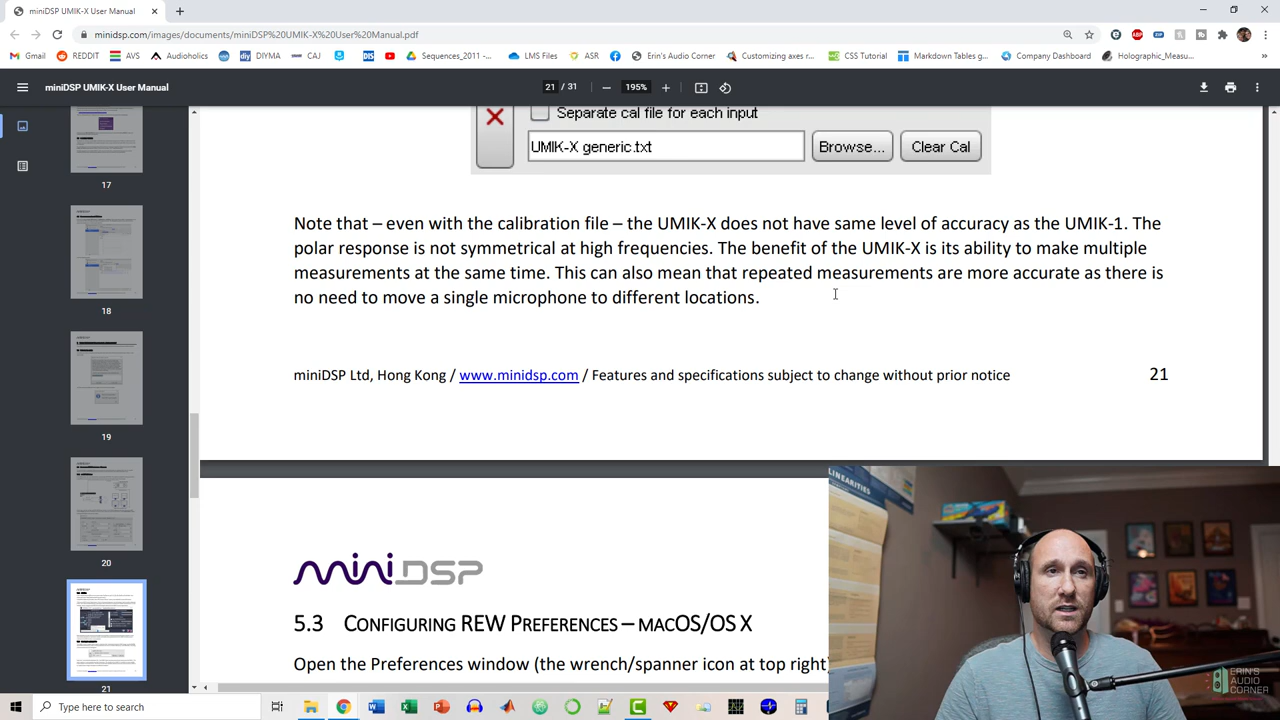 miniDSP UMIK-X User Manual
minidsp.com/images/documents/miniDSP%20UMIK-X%20User%20Manual.pdf
Gmail
REDDIT
AVS
Audioholics
DIYMA
CAJ
DIS
Sequences_2011 –...
LMS Files
ASR
Erin's Audio Corner
Customizing axes r...
CSS Tutorial
Markdown Tables g...
Company Dashboard
Holographic_Measu...
miniDSP UMIK-X User Manual
21 / 31
195%
17
18
19
20
21
Separate cal file for each input
UMIK-X generic.txt
Browse...
Clear Cal
Note that – even with the calibration file – the UMIK-X does not have same level of accuracy as the UMIK-1. The
polar response is not symmetrical at high frequencies. The benefit of the UMIK-X is its ability to make multiple
measurements at the same time. This can also mean that repeated measurements are more accurate as there is
no need to move a single microphone to different locations.
miniDSP Ltd, Hong Kong / www.minidsp.com / Features and specifications subject to change without prior notice
21
miniDSP
5.3 CONFIGURING REW PREFERENCES – MACOS/OS X
Open the Preferences window (the wrench/spanner icon at top right)
LINEARITIES
ERIN'S
AUDIO
CORNER
Type here to search